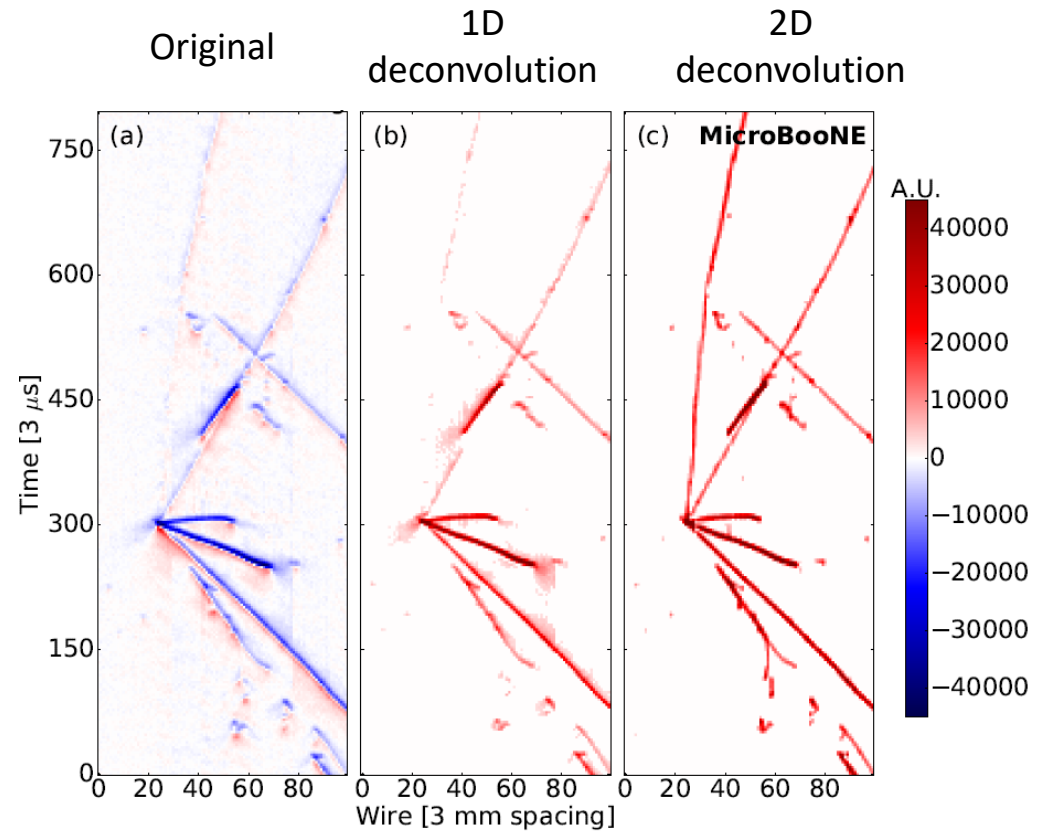 Original
1D
deconvolution
2D
deconvolution
(a)
(b)
(c) MicroBooNE
A.U.
750
600
450
300
150
0
Time [3 μs]
40000
30000
20000
10000
0
−10000
−20000
−30000
−40000
0 20 40 60 80
0 20 40 60 80
0 20 40 60 80
Wire [3 mm spacing]